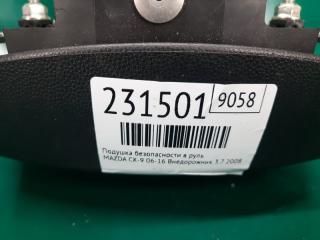 231501 9058
Подушка безопасности в руль
MAZDA CX-9 06-16 Внедорожник 3.7 2008